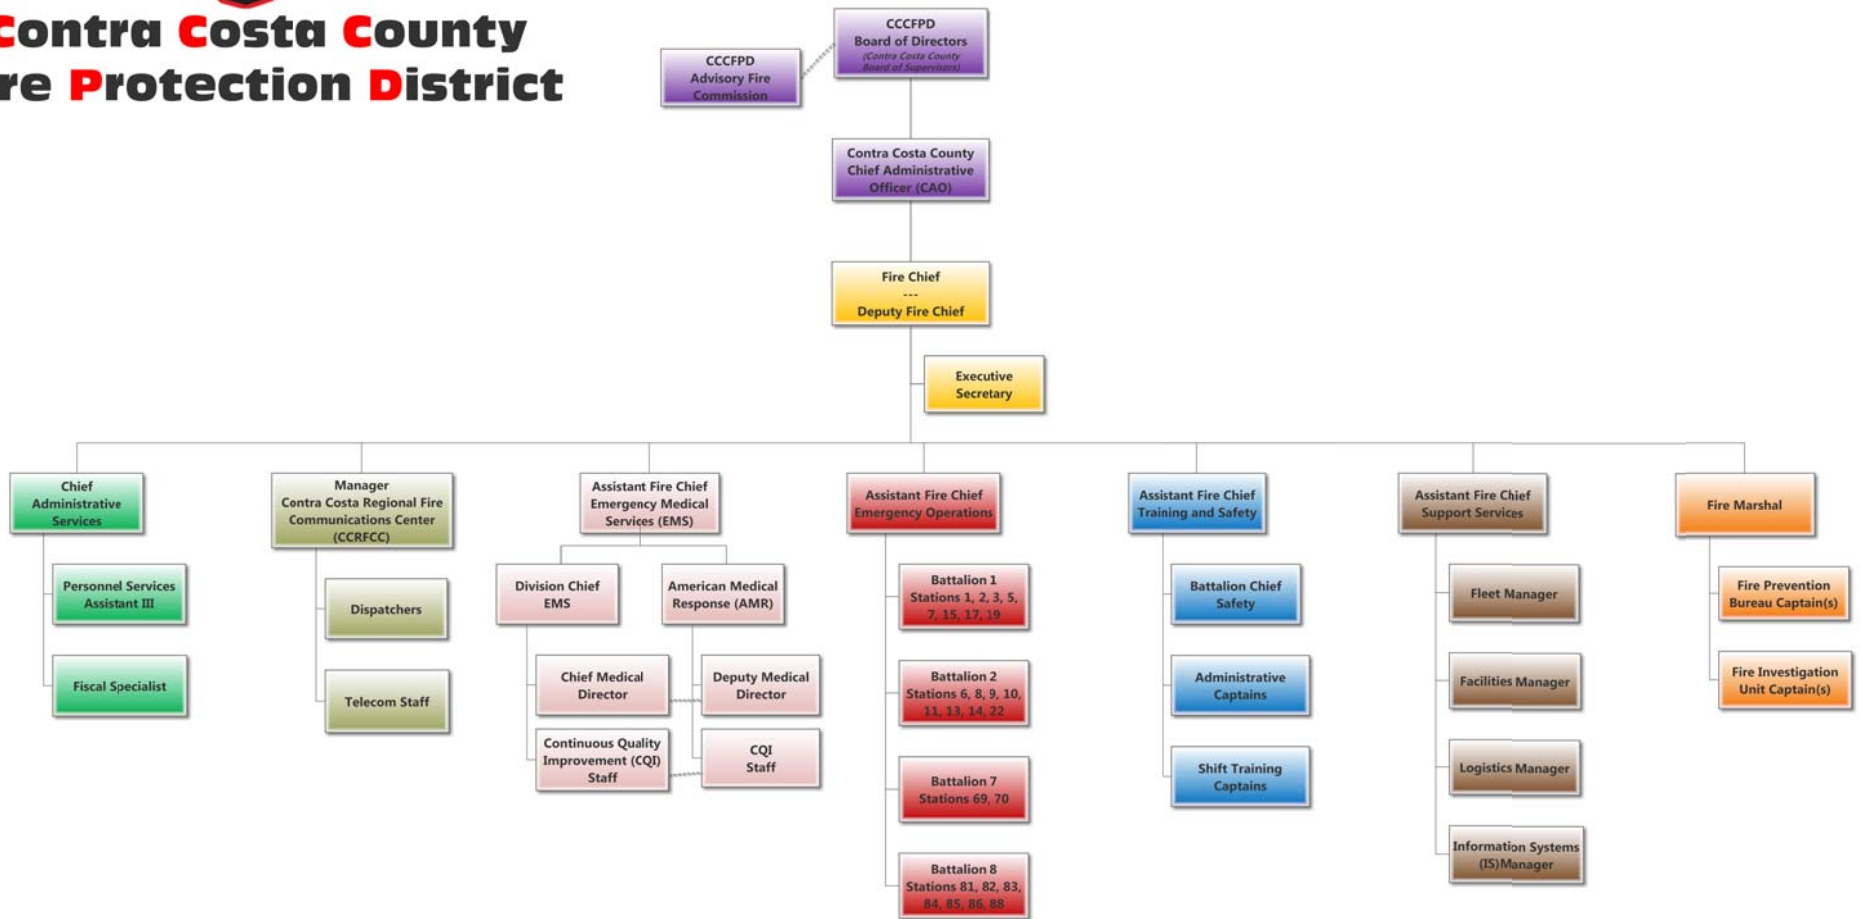 Contra Costa County
re Protection District
CCCFPD
Board of Directors
(Contra Costa County
Board of Supervisors)
CCCFPD
Advisory Fire
Commission
Contra Costa County
Chief Administrative
Officer (CAO)
Fire Chief
---
Deputy Fire Chief
Executive
Secretary
Chief
Administrative
Services
Personnel Services
Assistant III
Fiscal Specialist
Manager
Contra Costa Regional Fire
Communications Center
(CCRFCC)
Dispatchers
Telecom Staff
Assistant Fire Chief
Emergency Medical
Services (EMS)
Division Chief
EMS
Chief Medical
Director
Continuous Quality
Improvement (CQI)
Staff
American Medical
Response (AMR)
Deputy Medical
Director
CQI
Staff
Assistant Fire Chief
Emergency Operations
Battalion 1
Stations 1, 2, 3, 5,
7, 15, 17, 19
Battalion 2
Stations 6, 8, 9, 10,
11, 13, 14, 22
Battalion 7
Stations 69, 70
Battalion 8
Stations 81, 82, 83,
84, 85, 86, 88
Assistant Fire Chief
Training and Safety
Battalion Chief
Safety
Administrative
Captains
Shift Training
Captains
Assistant Fire Chief
Support Services
Fleet Manager
Facilities Manager
Logistics Manager
Information Systems
(IS)Manager
Fire Marshal
Fire Prevention
Bureau Captain(s)
Fire Investigation
Unit Captain(s)